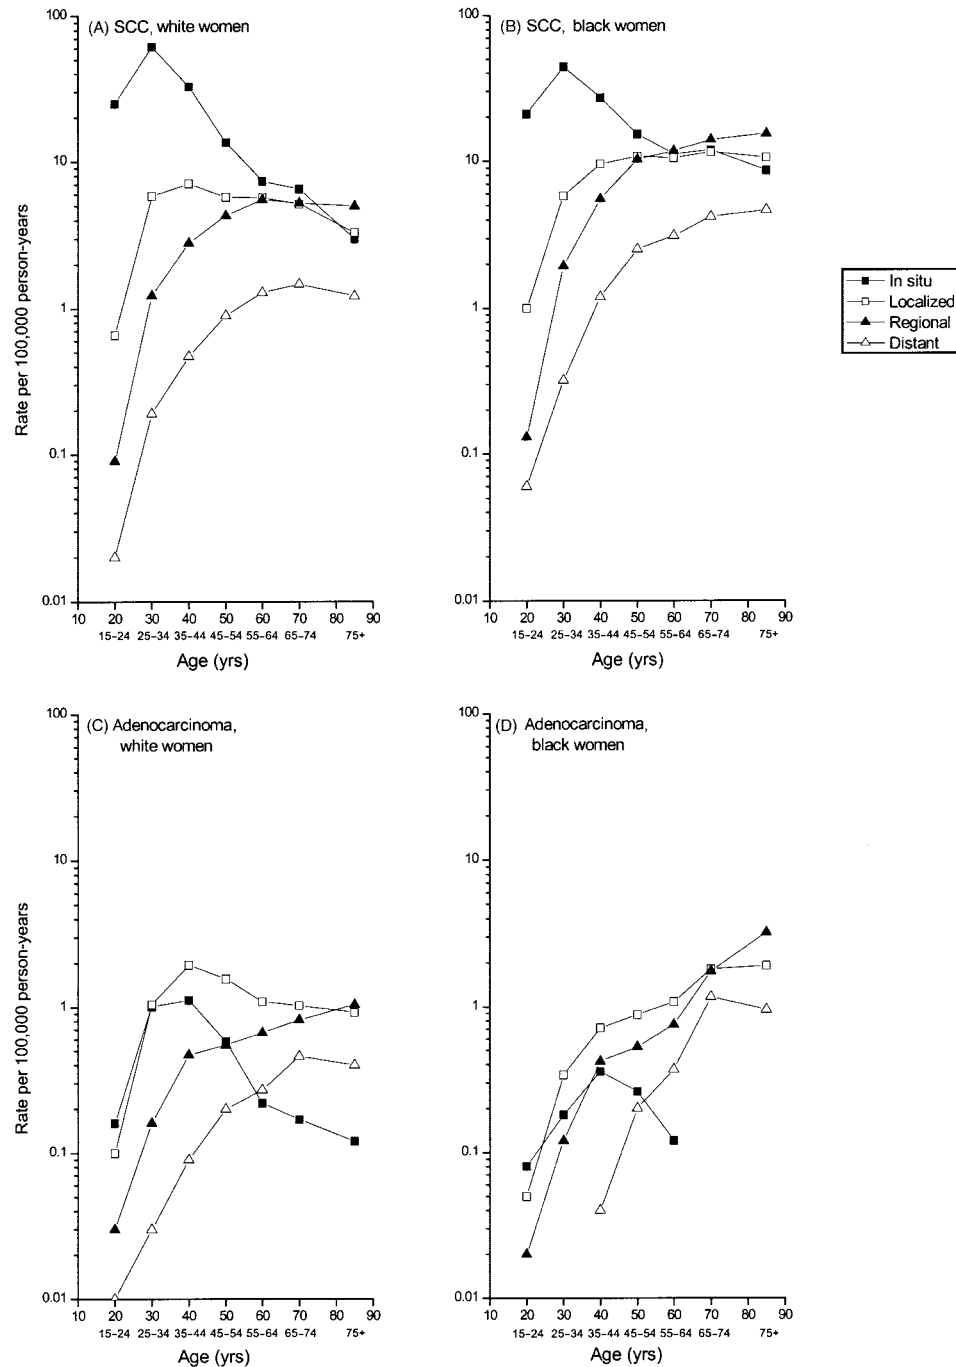 (A) SCC, white women
100
10
1
0.1
0.01
Rate per 100,000 person-years
10 20 30 40 50 60 70 80 90
15-24 25-34 35-44 45-54 55-64 65-74 75+
Age (yrs)
(B) SCC, black women
100
10
1
0.1
0.01
10 20 30 40 50 60 70 80 90
15-24 25-34 35-44 45-54 55-64 65-74 75+
Age (yrs)
In situ
Localized
Regional
Distant
(C) Adenocarcinoma,
white women
100
10
1
0.1
0.01
Rate per 100,000 person-years
10 20 30 40 50 60 70 80 90
15-24 25-34 35-44 45-54 55-64 65-74 75+
Age (yrs)
(D) Adenocarcinoma,
black women
100
10
1
0.1
0.01
10 20 30 40 50 60 70 80 90
15-24 25-34 35-44 45-54 55-64 65-74 75+
Age (yrs)